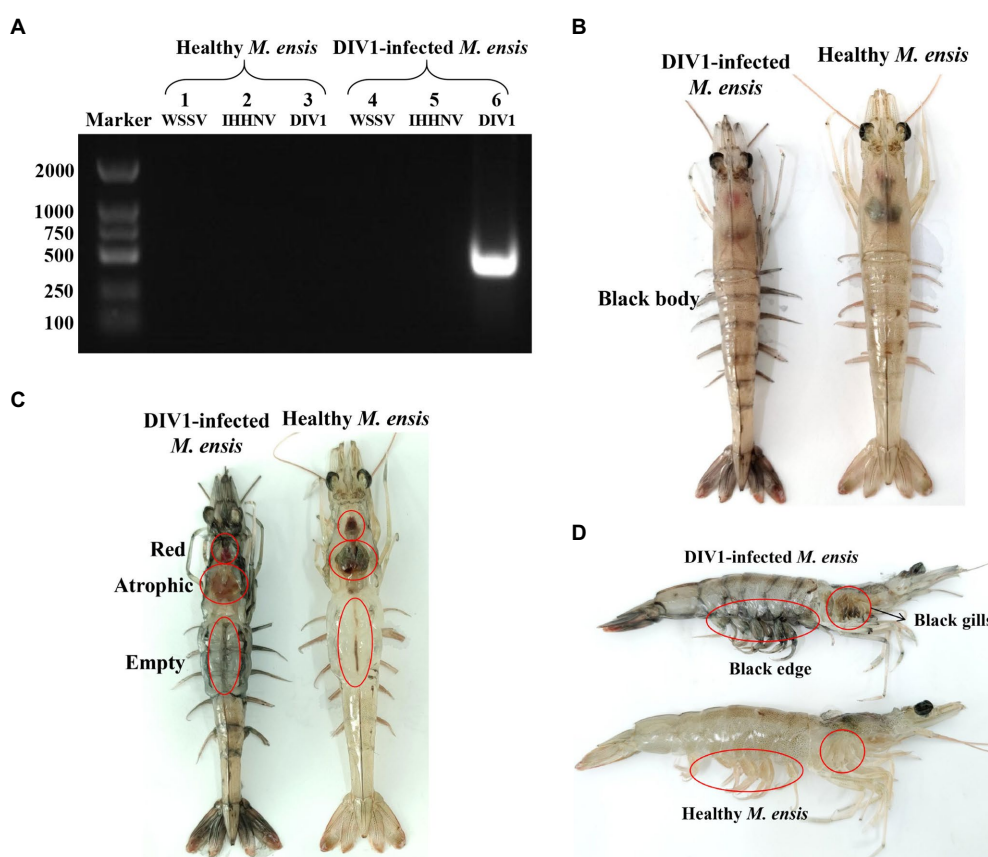 A
Healthy M. ensis DIV1-infected M. ensis
1 2 3 4 5 6
Marker WSSV IHHNV DIV1 WSSV IHHNV DIV1
2000
1000
750
500
250
100
B
DIV1-infected
M. ensis
Healthy M. ensis
Black body
C
DIV1-infected
M. ensis
Healthy M. ensis
Red
Atrophic
Empty
D
DIV1-infected M. ensis
Black gills
Black edge
Healthy M. ensis